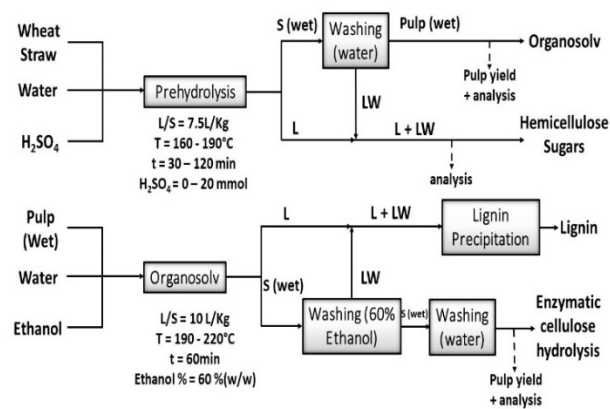 Wheat
Straw
Water
H₂SO₄
Prehydrolysis
L/S = 7.5L/Kg
T = 160 - 190°C
t = 30 – 120 min
H₂SO₄ = 0 – 20 mmol
S (wet)
Washing
(water)
Pulp (wet)
Organosolv
Pulp yield
+ analysis
LW
L
L + LW
Hemicellulose
Sugars
analysis
Pulp
(Wet)
Water
Ethanol
Organosolv
L/S = 10 L/Kg
T = 190 - 220°C
t = 60min
Ethanol % = 60 %(w/w)
L
L + LW
Lignin
Precipitation
Lignin
LW
S (wet)
Washing (60%
Ethanol)
S (wet)
Washing
(water)
Enzymatic
cellulose
hydrolysis
Pulp yield
+ analysis